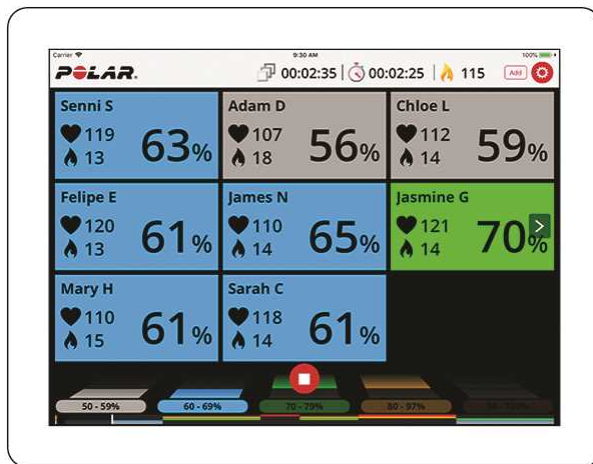 Carrier 9:30 AM 100%
POLAR.
00:02:35 00:02:25 115 Add
Senni S
119
13
63%
Adam D
107
18
56%
Chloe L
112
14
59%
Felipe E
120
13
61%
James N
110
14
65%
Jasmine G
121
14
70%
Mary H
110
15
61%
Sarah C
118
14
61%
50 - 59% 60 - 69% 70 - 79% 80 - 97%